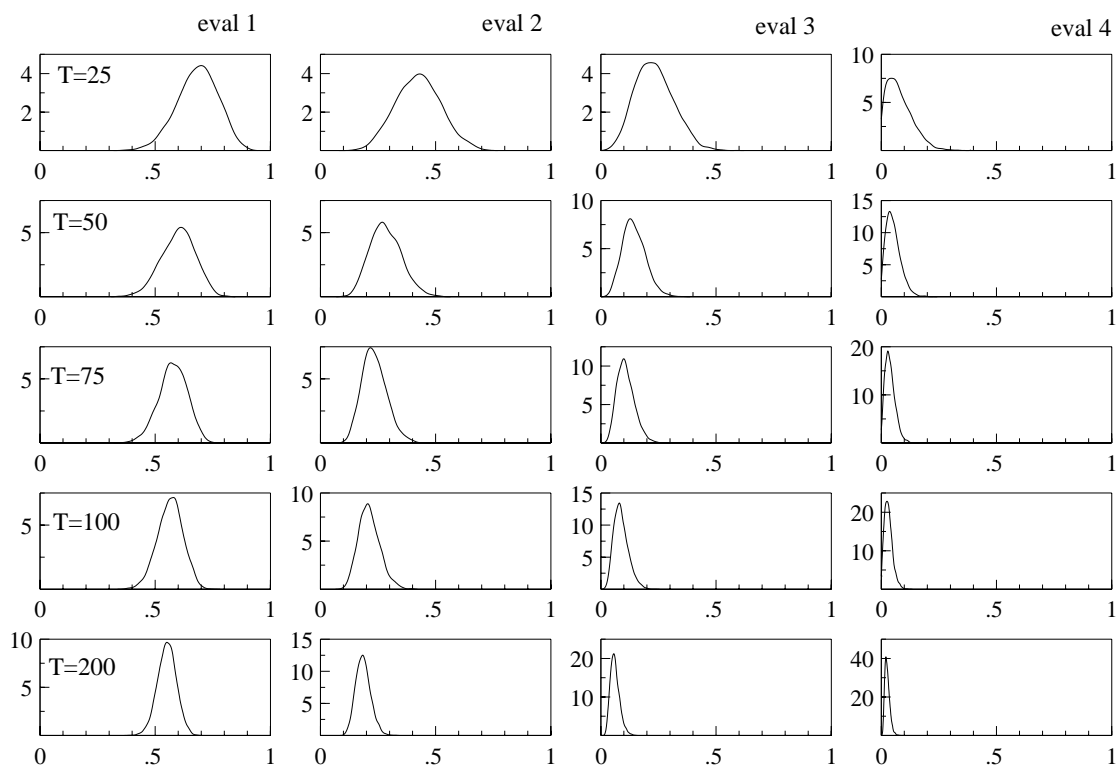 eval 1 eval 2 eval 3 eval 4
4 2 T=25 0 .5 1
4 2 0 .5 1
4 2 0 .5 1
10 5 0 .5 1
5 T=50 0 .5 1
5 0 .5 1
10 5 0 .5 1
15 10 5 0 .5 1
5 T=75 0 .5 1
5 0 .5 1
10 5 0 .5 1
20 10 0 .5 1
5 T=100 0 .5 1
10 5 0 .5 1
15 10 5 0 .5 1
20 10 0 .5 1
10 5 T=200 0 .5 1
15 10 5 0 .5 1
20 10 0 .5 1
40 20 0 .5 1